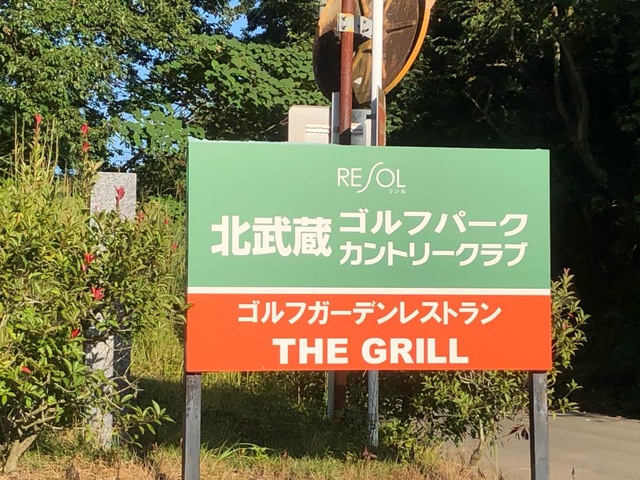 RESOL
リソル
北武蔵 ゴルフパーク
カントリークラブ
ゴルフガーデンレストラン
THE GRILL